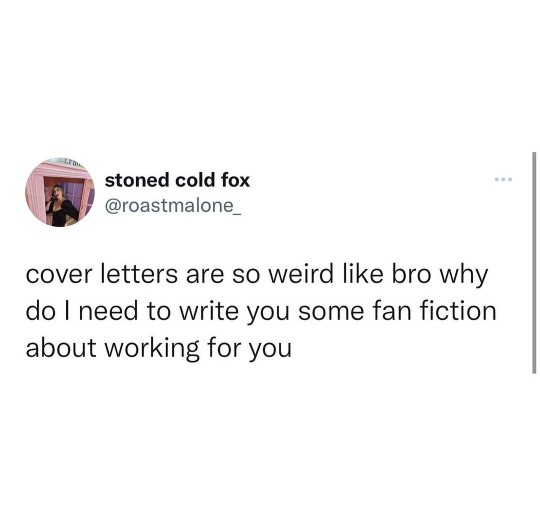 stoned cold fox
@roastmalone_
cover letters are so weird like bro why
do I need to write you some fan fiction
about working for you